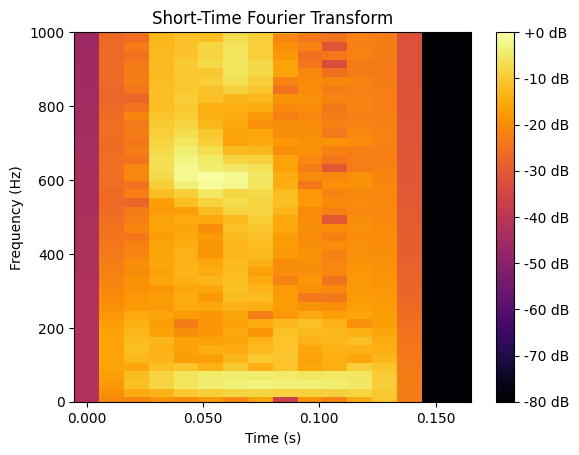 Short-Time Fourier Transform
1000
800
600
400
200
0
Frequency (Hz)
0.000
0.050
0.100
0.150
Time (s)
+0 dB
-10 dB
-20 dB
-30 dB
-40 dB
-50 dB
-60 dB
-70 dB
-80 dB